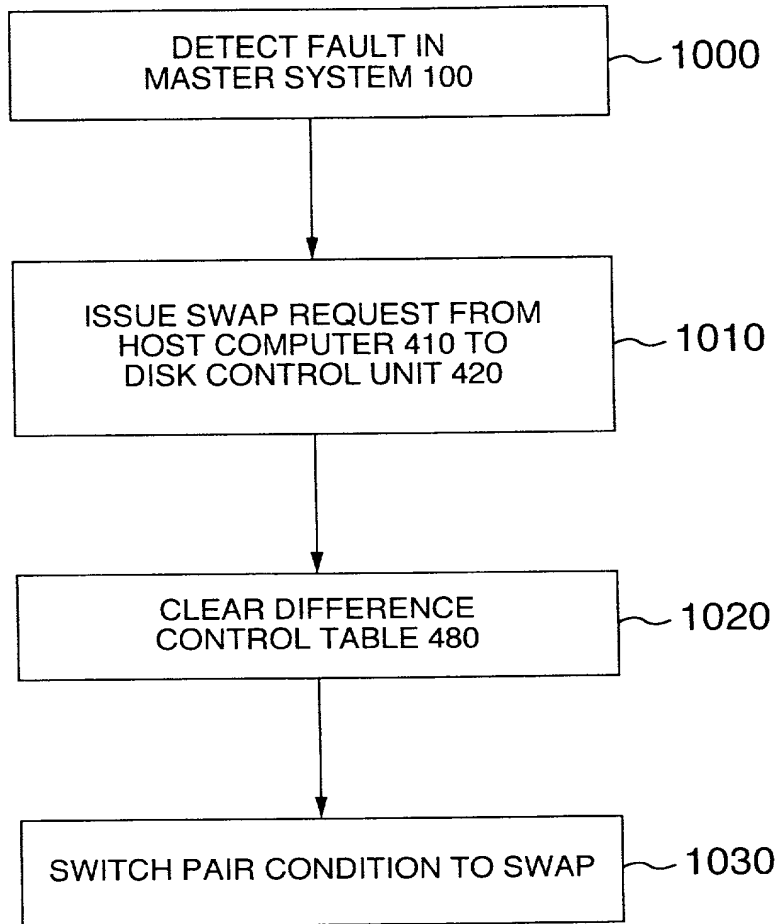 DETECT FAULT IN
MASTER SYSTEM 100
1000
ISSUE SWAP REQUEST FROM
HOST COMPUTER 410 TO
DISK CONTROL UNIT 420
1010
CLEAR DIFFERENCE
CONTROL TABLE 480
1020
SWITCH PAIR CONDITION TO SWAP
1030